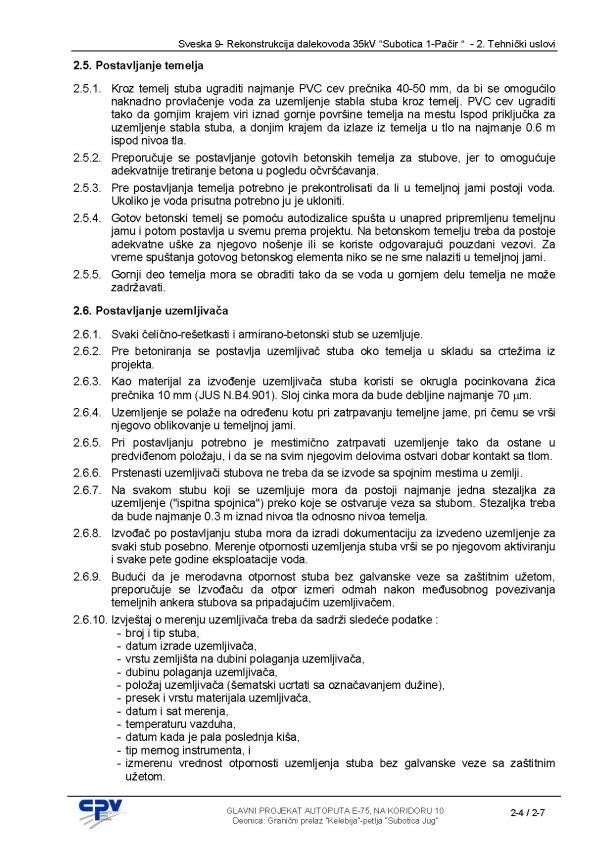 Sveska 9- Rekonstrukcija dalekovoda 35kV “Subotica 1-Pačir “ - 2. Tehnički uslovi
2.5. Postavljanje temelja
2.5.1. Kroz temelj stuba ugraditi najmanje PVC cev prečnika 40-50 mm, da bi se omogućilo
naknadno provlačenje voda za uzemljenje stabla stuba kroz temelj. PVC cev ugraditi
tako da gornjim krajem viri iznad gornje površine temelja na mestu Ispod priključka za
uzemljenje stabla stuba, a donjim krajem da izlaze iz temelja u tlo na najmanje 0.6 m
ispod nivoa tla.
2.5.2. Preporučuje se postavljanje gotovih betonskih temelja za stubove, jer to omogućuje
adekvatnije tretiranje betona u pogledu očvršćavanja.
2.5.3. Pre postavljanja temelja potrebno je prekontrolisati da li u temeljnoj jami postoji voda.
Ukoliko je voda prisutna potrebno ju je ukloniti.
2.5.4. Gotov betonski temelj se pomoću autodizalice spušta u unapred pripremljenu temeljnu
jamu i potom postavlja u svemu prema projektu. Na betonskom temelju treba da postoje
adekvatne uške za njegovo nošenje ili se koriste odgovarajući pouzdani vezovi. Za
vreme spuštanja gotovog betonskog elementa niko se ne sme nalaziti u temeljnoj jami.
2.5.5. Gornji deo temelja mora se obraditi tako da se voda u gornjem delu temelja ne može
zadržavati.
2.6. Postavljanje uzemljivača
2.6.1. Svaki čelično-rešetkasti i armirano-betonski stub se uzemljuje.
2.6.2. Pre betoniranja se postavlja uzemljivač stuba oko temelja u skladu sa crtežima iz
projekta.
2.6.3. Kao materijal za izvođenje uzemljivača stuba koristi se okrugla pocinkovana žica
prečnika 10 mm (JUS N.B4.901). Sloj cinka mora da bude debljine najmanje 70 μm.
2.6.4. Uzemljenje se polaže na određenu kotu pri zatrpavanju temeljne jame, pri čemu se vrši
njegovo oblikovanje u temeljnoj jami.
2.6.5. Pri postavljanju potrebno je mestimično zatrpavati uzemljenje tako da ostane u
predviđenom položaju, i da se na svim njegovim delovima ostvari dobar kontakt sa tlom.
2.6.6. Prstenasti uzemljivači stubova ne treba da se izvode sa spojnim mestima u zemlji.
2.6.7. Na svakom stubu koji se uzemljuje mora da postoji najmanje jedna stezaljka za
uzemljenje ("ispitna spojnica") preko koje se ostvaruje veza sa stubom. Stezaljka treba
da bude najmanje 0.3 m iznad nivoa tla odnosno nivoa temelja.
2.6.8. Izvođač po postavljanju stuba mora da izradi dokumentaciju za izvedeno uzemljenje za
svaki stub posebno. Merenje otpornosti uzemljenja stuba vrši se po njegovom aktiviranju
i svake pete godine eksploatacije voda.
2.6.9. Budući da je merodavna otpornost stuba bez galvanske veze sa zaštitnim užetom,
preporučuje se Izvođaču da otpor izmeri odmah nakon međusobnog povezivanja
temeljnih ankera stubova sa pripadajućim uzemljivačem.
2.6.10. Izvještaj o merenju uzemljivača treba da sadrži sledeće podatke :
- broj i tip stuba,
- datum izrade uzemljivača,
- vrstu zemljišta na dubini polaganja uzemljivača,
- dubinu polaganja uzemljivača,
- položaj uzemljivača (šematski ucrtati sa označavanjem dužine),
- presek i vrstu materijala uzemljivača,
- datum i sat merenja,
- temperaturu vazduha,
- datum kada je pala poslednja kiša,
- tip mernog instrumenta, i
- izmerenu vrednost otpornosti uzemljenja stuba bez galvanske veze sa zaštitnim
užetom.
CPV
GLAVNI PROJEKAT AUTOPUTA E-75, NA KORIDORU 10
Deonica: Granični prelaz "Kelebija"-petlja "Subotica Jug"
2-4 / 2-7